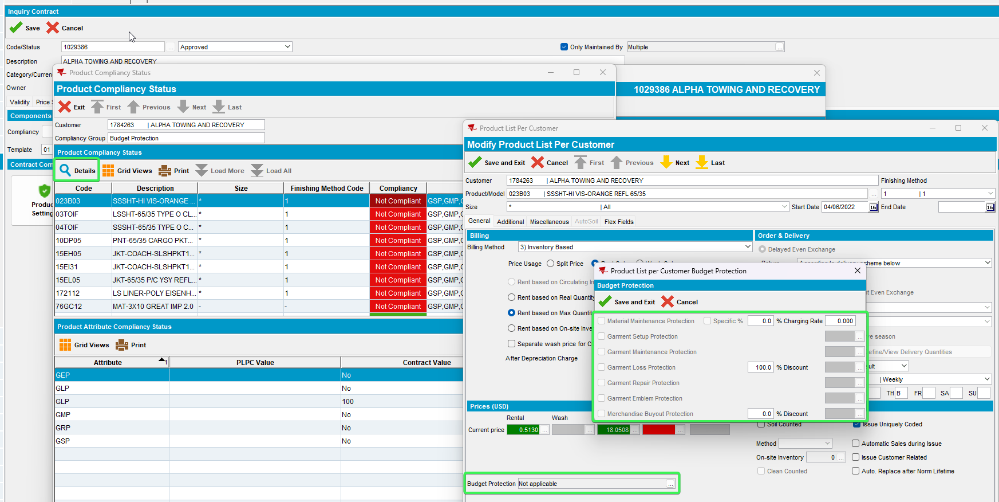 Inquiry Contract
Save Cancel
Code/Status 1029386 ... Approved Only Maintained By Multiple ...
Description ALPHA TOWING AND RECOVERY
Category/Curren
Owner
Validity Price S
Components
Compliancy
Template 01
Contract Com
Produc
Setting
Product Compliancy Status
Product Compliancy Status
Exit First Previous Next Last
Customer 1784263 | ALPHA TOWING AND RECOVERY
Compliancy Group Budget Protection
Product Compliancy Status
Details Grid Views Print Load More Load All
Code Description Size Finishing Method Code Compliancy
023B03 SSSHT-HI VIS-ORANGE ... * 1 Not Compliant GSP,GMP,G
03TOIF LSSHT-65/35 TYPE O CL... * 1 Not Compliant GSP,GMP,G
04TOIF SSSHT-65/35 TYPE O C... * 1 Not Compliant GSP,GMP,G
10DP05 PNT-65/35 CARGO PKT... * 1 Not Compliant GSP,GMP,G
15EH05 JKT-COACH-SLSHPKT1... * 1 Not Compliant GSP,GMP,G
15EI31 JKT-COACH-SLSHPKT1... * 1 Not Compliant GSP,GMP,G
15EL05 JKT-65/35 P/C YSY REFL... * 1 Not Compliant GSP,GMP,G
172112 LS LINER-POLY EISENH... * 1 Not Compliant GSP,GMP,G
76GC12 MAT-3X10 GREAT IMP 2.0 - - Not Compliant GSP,GMP,G
Product Attribute Compliancy Status
Grid Views Print
Attribute 1 PLPC Value Contract Value
GEP No
GLP No
GLP 100
GMP No
GRP No
GSP No
1029386 ALPHA TOWING AND RECOVERY
Product List Per Customer
Modify Product List Per Customer
Save and Exit Cancel First Previous Next Last
Customer 1784263 | ALPHA TOWING AND RECOVERY Finishing Method
Product/Model 023B03 | SSSHT-HI VIS-ORANGE REFL 65/35 ... 1 | 1
Size * | All Start Date 04/06/2022 16 End Date 16
General Additional Miscellaneous AutoSoil Flex Fields
Billing Order & Delivery
Billing Method 3) Inventory Based Delayed Even Exchange
Price Usage Split Price
According to delivery scheme below
Rent based on Circulating In
Rent based on Real Quantity nt Even Exchange
Rent based on Max Quantit
Rent based on On-site Inve
Separate wash price for C
After Depreciation Charge
ve season
efine/View Delivery Quantities
ult
| Weekly
TH B FR SA SU
Prices (USD)
Rental Wash
Current price 0.5130 ... ... 18.0508 ... ...
Soil Counted Issue Uniquely Coded
Method Automatic Sales during Issue
On-site Inventory 0 ... Issue Customer Related
Clean Counted Auto. Replace after Norm Lifetime
Budget Protection Not applicable ...
Product List per Customer Budget Protection
Budget Protection
Save and Exit Cancel
Material Maintenance Protection Specific % 0.0 % Charging Rate 0.000
Garment Setup Protection ...
Garment Maintenance Protection ...
Garment Loss Protection 100.0 % Discount ...
Garment Repair Protection ...
Garment Emblem Protection ...
Merchandise Buyout Protection 0.0 % Discount ...